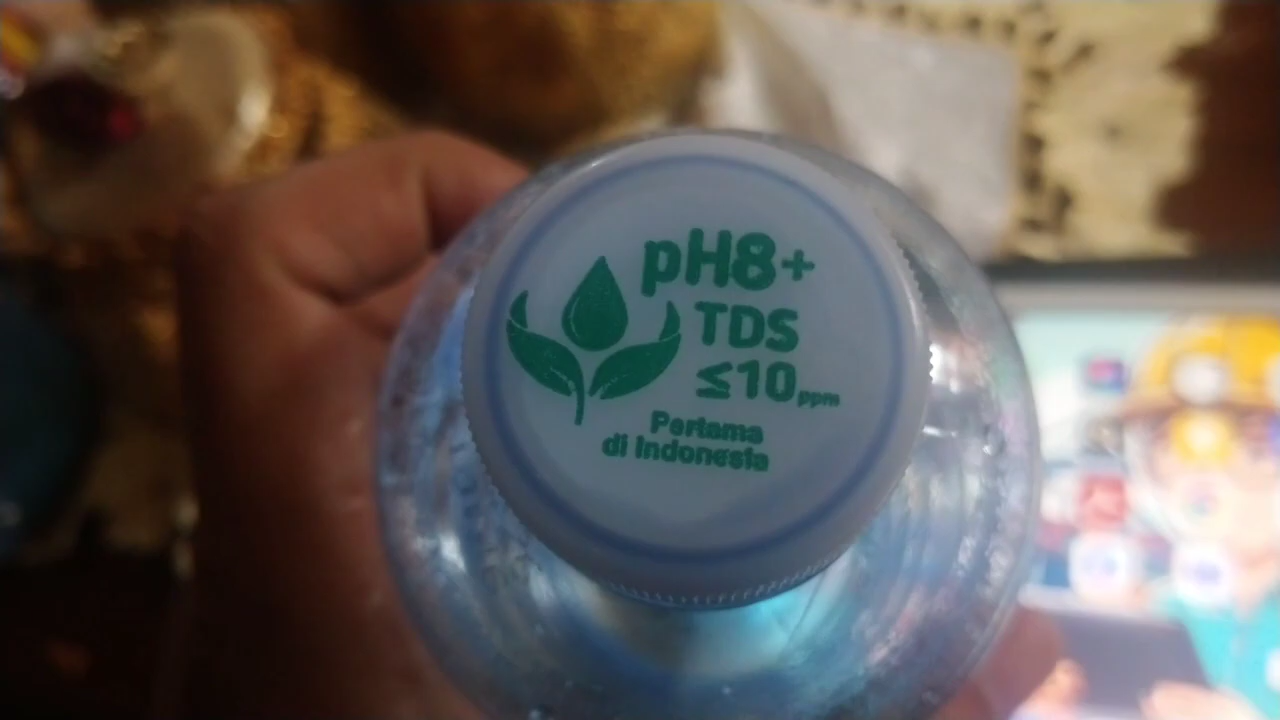 pH8+
TDS
≤10ppm
Pertama
di Indonesia